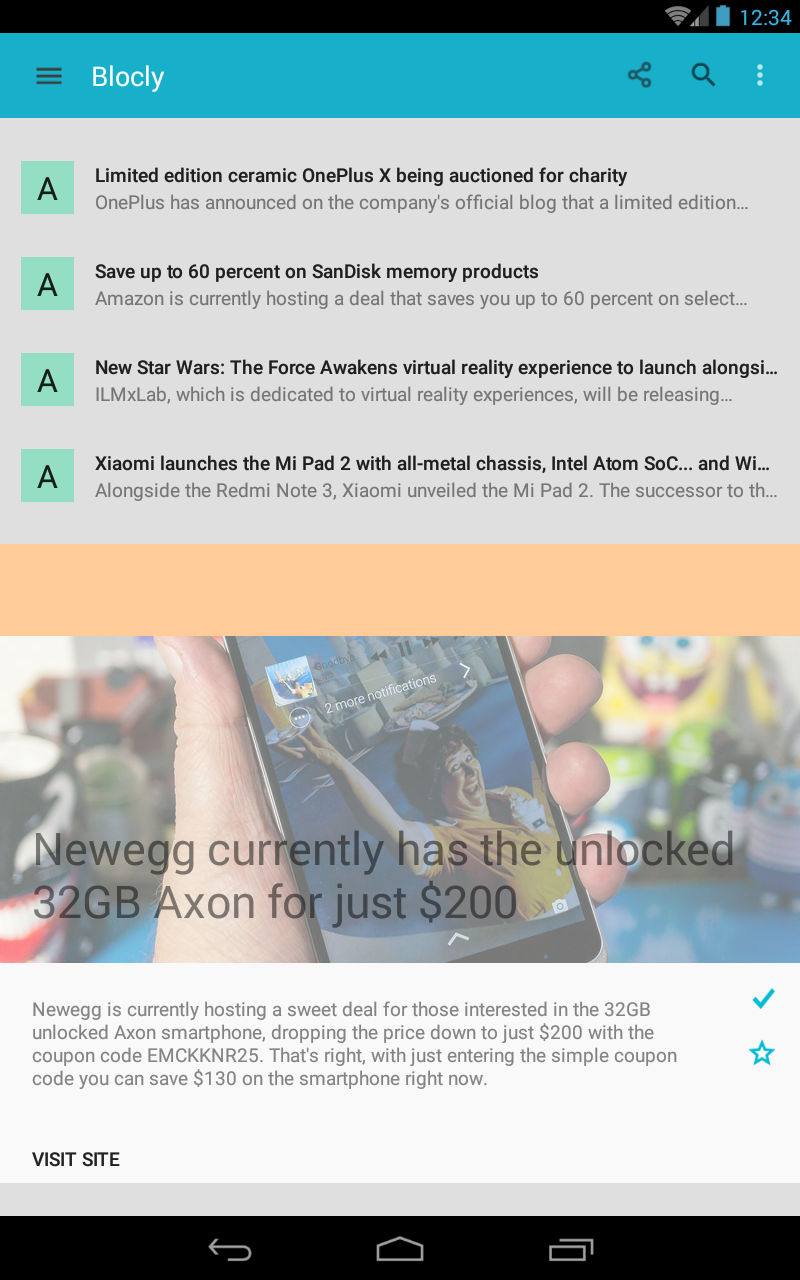 12:34
Blocly
A
Limited edition ceramic OnePlus X being auctioned for charity
OnePlus has announced on the company's official blog that a limited edition…
A
Save up to 60 percent on SanDisk memory products
Amazon is currently hosting a deal that saves you up to 60 percent on select…
A
New Star Wars: The Force Awakens virtual reality experience to launch alongsi…
ILMxLab, which is dedicated to virtual reality experiences, will be releasing…
A
Xiaomi launches the Mi Pad 2 with all-metal chassis, Intel Atom SoC... and Wi…
Alongside the Redmi Note 3, Xiaomi unveiled the Mi Pad 2. The successor to th…
Goodbye
2 more notifications
Newegg currently has the unlocked
32GB Axon for just $200
Newegg is currently hosting a sweet deal for those interested in the 32GB
unlocked Axon smartphone, dropping the price down to just $200 with the
coupon code EMCKKNR25. That's right, with just entering the simple coupon
code you can save $130 on the smartphone right now.
VISIT SITE